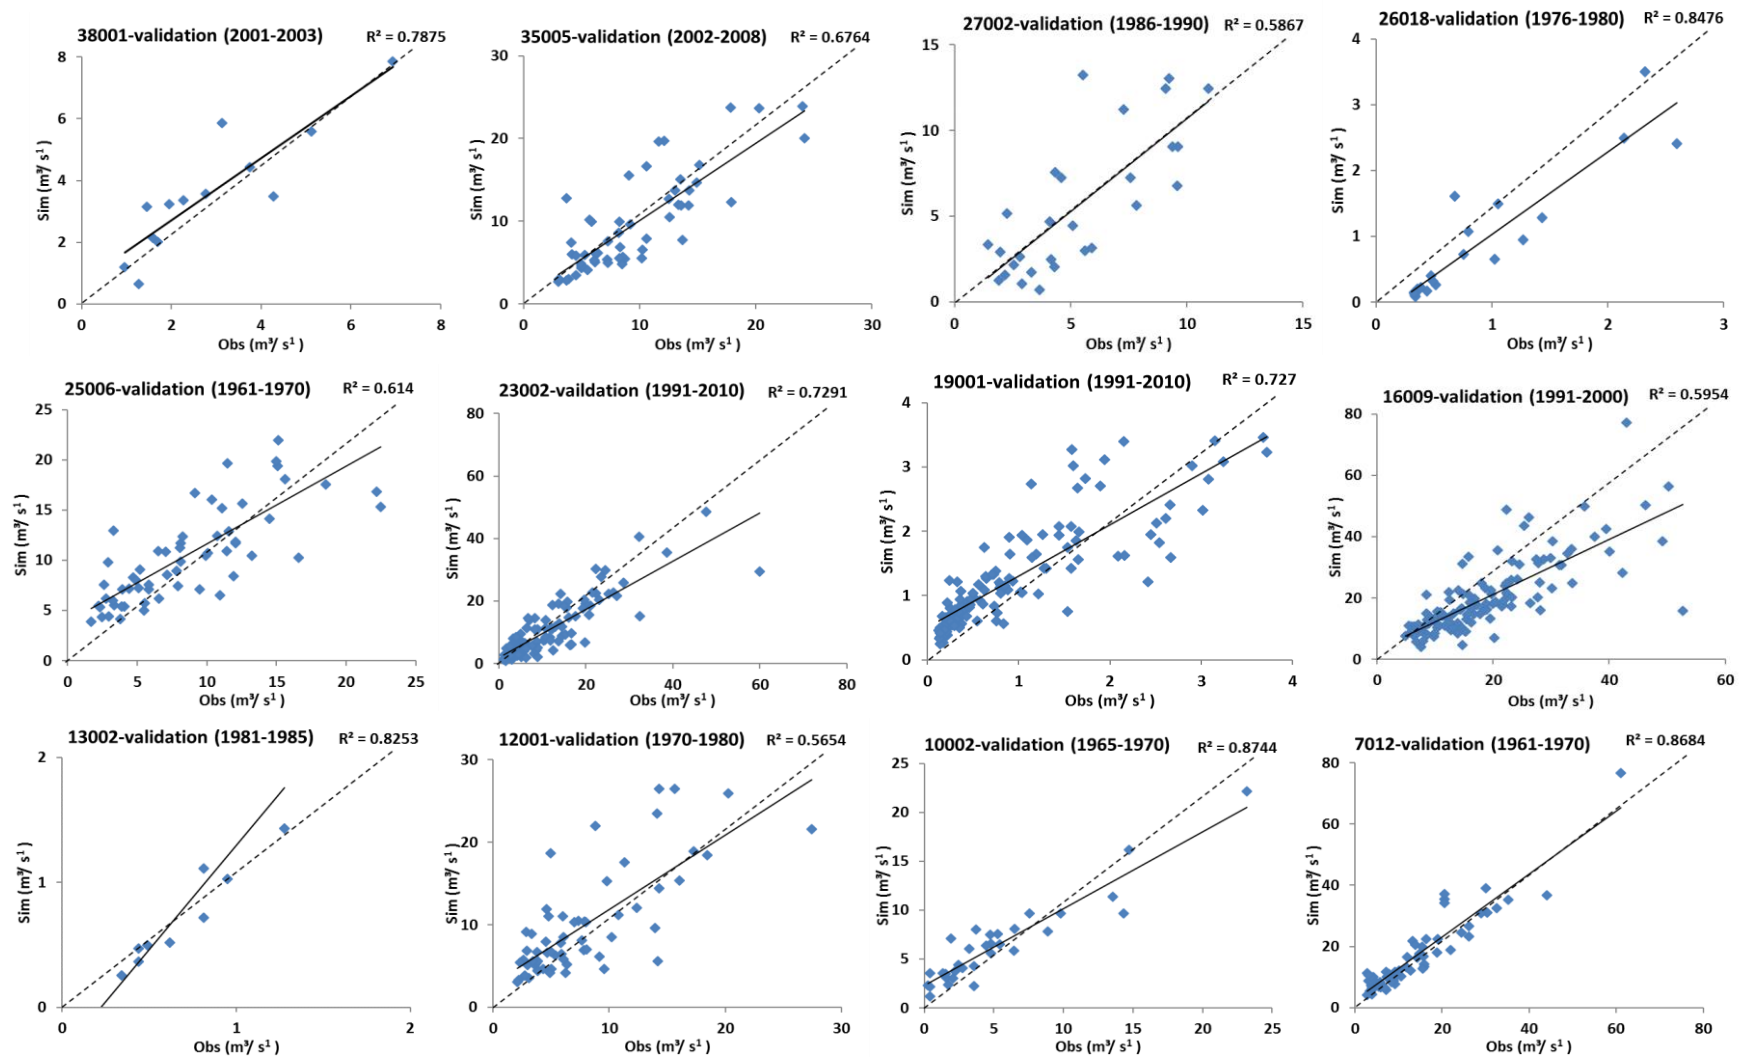 38001-validation (2001-2003)
R² = 0.7875
8
6
4
2
0
0 2 4 6 8
Sim (m³/ s¹ )
Obs (m³/ s¹ )
35005-validation (2002-2008)
R² = 0.6764
30
20
10
0
0 10 20 30
Sim (m³/ s¹ )
Obs (m³/ s¹ )
27002-validation (1986-1990)
R² = 0.5867
15
10
5
0
0 5 10 15
Sim (m³/ s¹ )
Obs (m³/ s¹ )
26018-validation (1976-1980)
R² = 0.8476
4
3
2
1
0
0 1 2 3
Sim (m³/ s¹ )
Obs (m³/ s¹ )
25006-validation (1961-1970)
R² = 0.614
25
20
15
10
5
0
0 5 10 15 20 25
Sim (m³/ s¹ )
Obs (m³/ s¹ )
23002-vaildation (1991-2010)
R² = 0.7291
80
60
40
20
0
0 20 40 60 80
Sim (m³/ s¹ )
Obs (m³/ s¹ )
19001-validation (1991-2010)
R² = 0.727
4
3
2
1
0
0 1 2 3 4
Sim (m³/ s¹ )
Obs (m³/ s¹ )
16009-validation (1991-2000)
R² = 0.5954
80
60
40
20
0
0 20 40 60
Sim (m³/ s¹ )
Obs (m³/ s¹ )
13002-validation (1981-1985)
R² = 0.8253
2
1
0
0 1 2
Sim (m³/ s¹ )
Obs (m³/ s¹ )
12001-validation (1970-1980)
R² = 0.5654
30
20
10
0
0 10 20 30
Sim (m³/ s¹ )
Obs (m³/ s¹ )
10002-validation (1965-1970)
R² = 0.8744
25
20
15
10
5
0
0 5 10 15 20 25
Sim (m³/ s¹ )
Obs (m³/ s¹ )
7012-validation (1961-1970)
R² = 0.8684
80
60
40
20
0
0 20 40 60 80
Sim (m³/ s¹ )
Obs (m³/ s¹ )